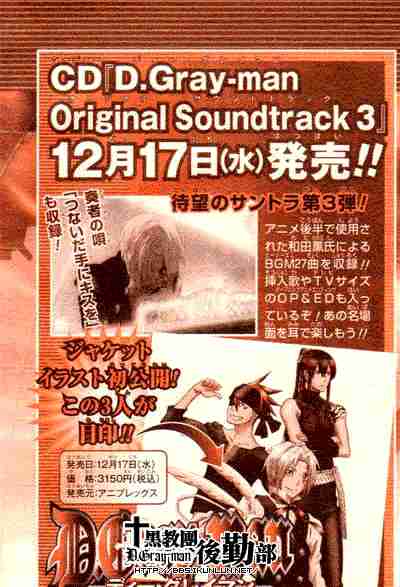 CD『D.Gray-man
Original Soundtrack 3』
12月17日(水)発売!!
待望のサントラ第3弾!
アニメ後半で使用さ
れた和田薫氏による
BGM27曲を収録!!
挿入歌やTVサイズ
のOP&EDも入っ
ているぞ!あの名場
面を耳で楽しもう!!
奏者の唄
「つないだ手にキスを」
も収録!
ジャケット
イラスト初公開!
この3人が
目印!!
発売日:12月17日(水)
価 格:3150円(税込)
発売元:アニプレックス
黒教團
D.Gray-man
後勤部
HTTP://BBSIKUNLUN.NET/